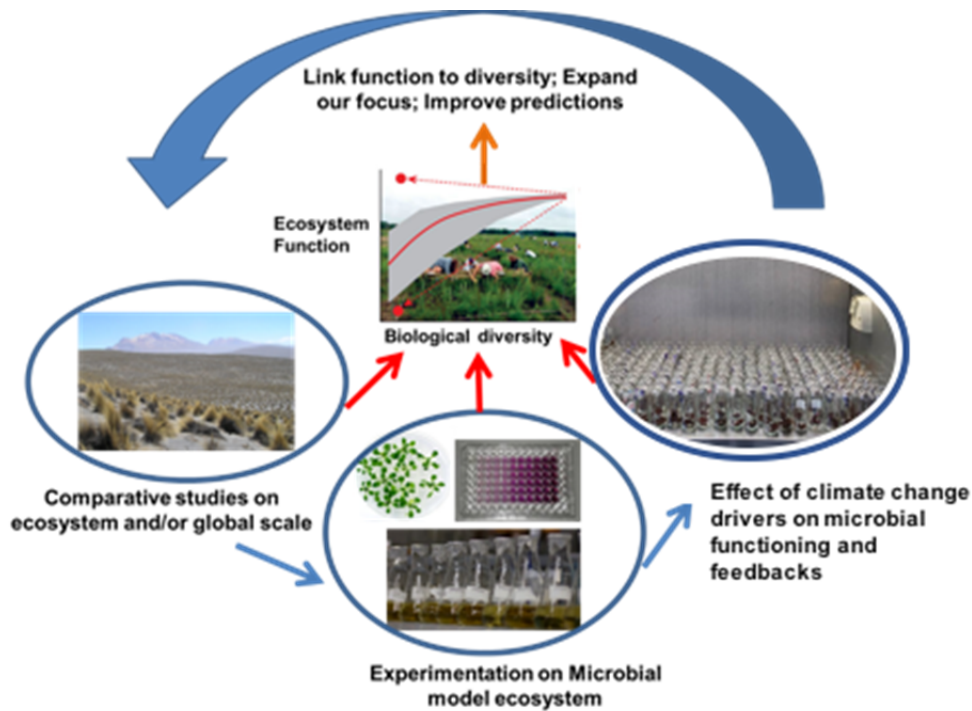 Link function to diversity; Expand
our focus; Improve predictions
Ecosystem
Function
Biological diversity
Comparative studies on
ecosystem and/or global scale
Effect of climate change
drivers on microbial
functioning and
feedbacks
Experimentation on Microbial
model ecosystem